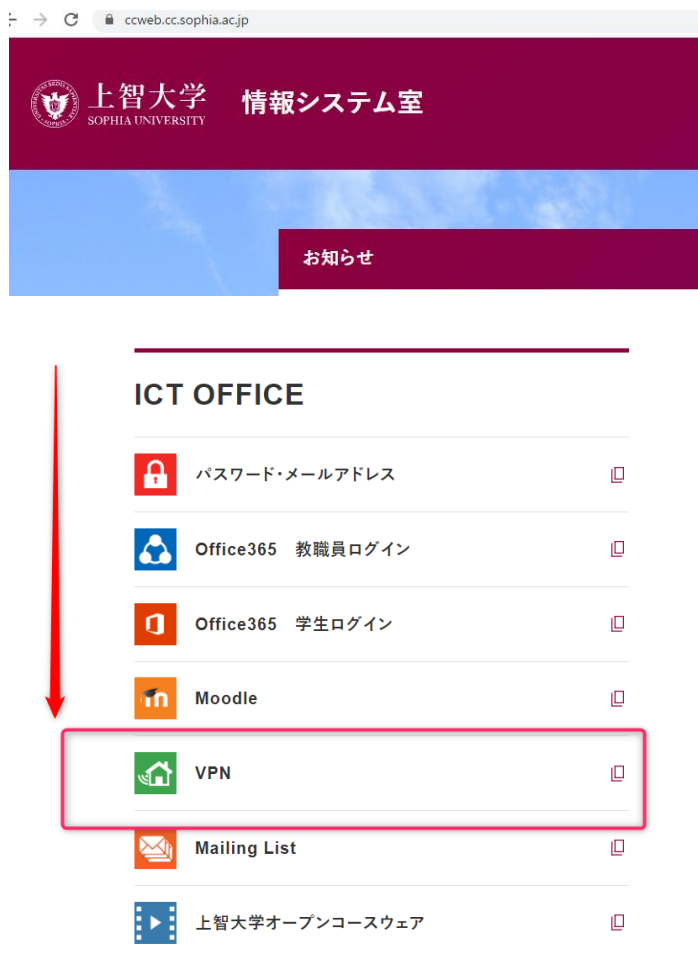 ccweb.cc.sophia.ac.jp
上智大学
SOPHIA UNIVERSITY
情報システム室
お知らせ
ICT OFFICE
パスワード・メールアドレス
Office365　教職員ログイン
Office365　学生ログイン
Moodle
VPN
Mailing List
上智大学オープンコースウェア